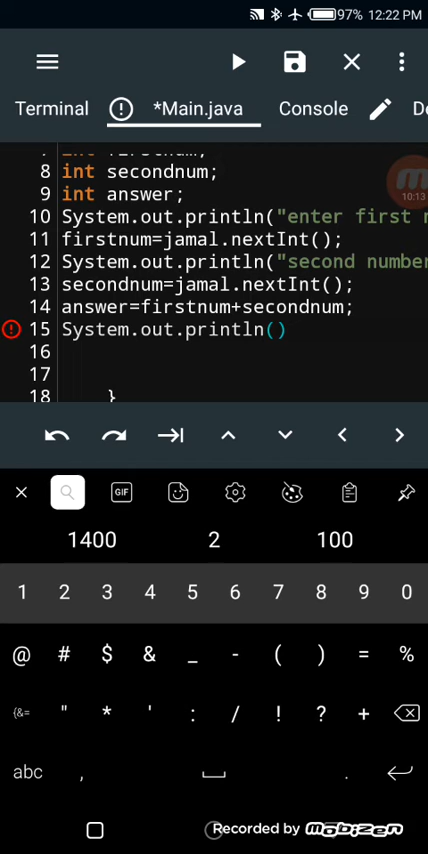 97% 12:22 PM
Terminal *Main.java Console
10:13
8 int secondnum;
9 int answer;
10 System.out.println("enter first
11 firstnum=jamal.nextInt();
12 System.out.println("second number
13 secondnum=jamal.nextInt();
14 answer=firstnum+secondnum;
15 System.out.println()
16
17
18 }
GIF
1400 2 100
1 2 3 4 5 6 7 8 9 0
@ # $ & _ - ( ) = %
{&= " * ' : / ! ? +
abc , .
Recorded by mobizen